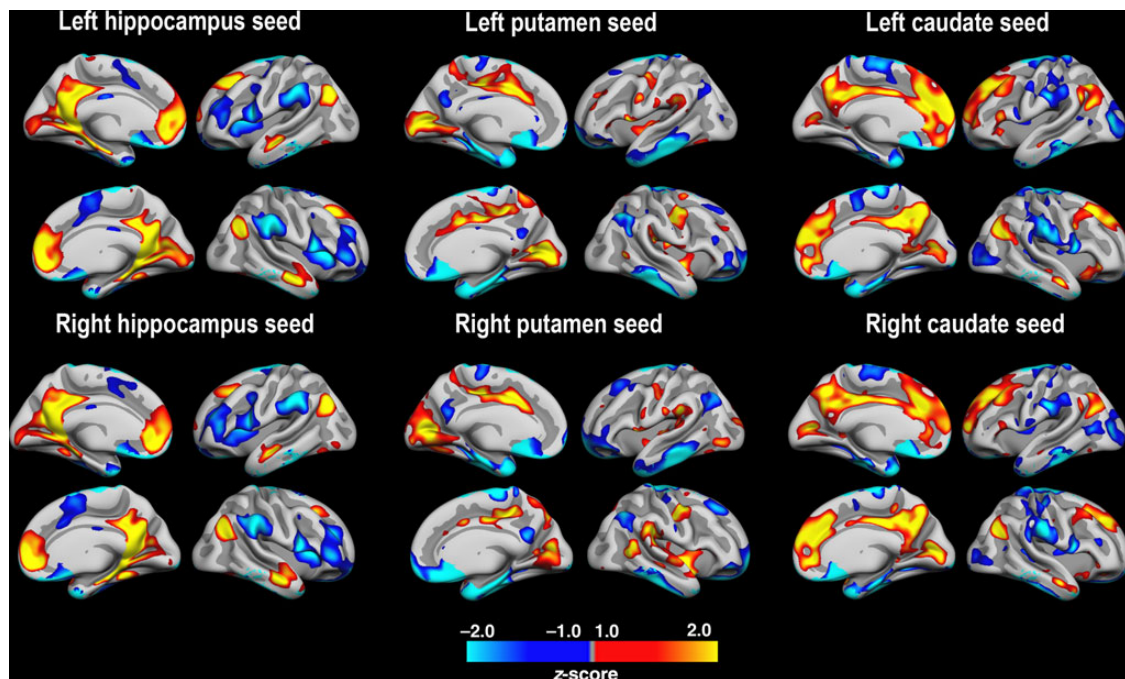 Left hippocampus seed
Left putamen seed
Left caudate seed
Right hippocampus seed
Right putamen seed
Right caudate seed
–2.0 –1.0 1.0 2.0
z-score